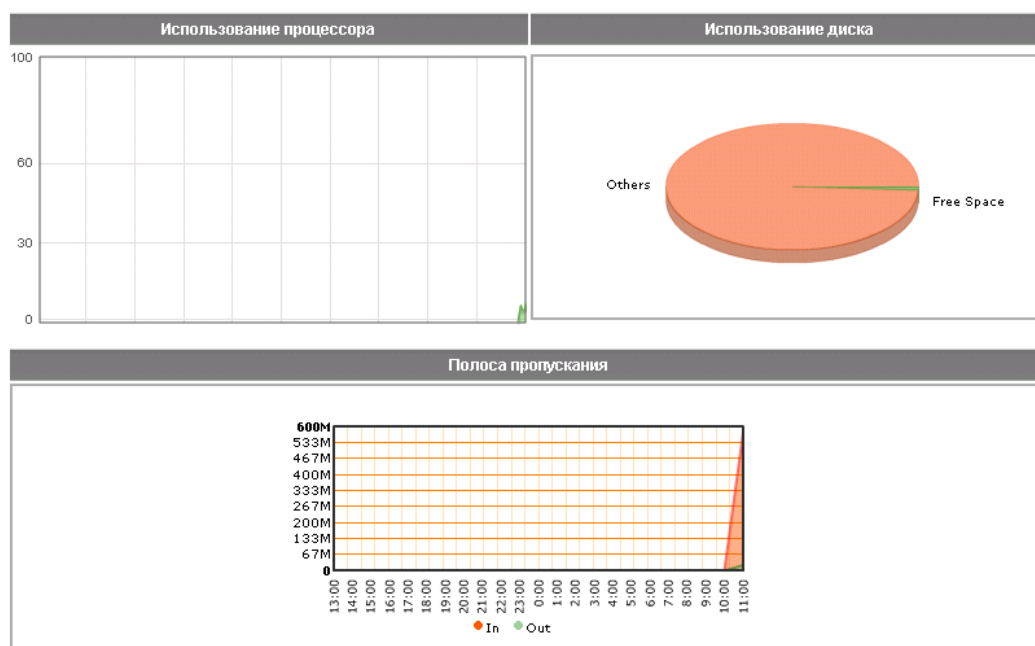 Использование процессора
Использование диска
100
60
30
0
Others
Free Space
Полоса пропускания
600M
533M
467M
400M
333M
267M
200M
133M
67M
0
13:00
14:00
15:00
16:00
17:00
18:00
19:00
20:00
21:00
22:00
23:00
0:00
1:00
2:00
3:00
4:00
5:00
6:00
7:00
8:00
9:00
10:00
11:00
In
Out